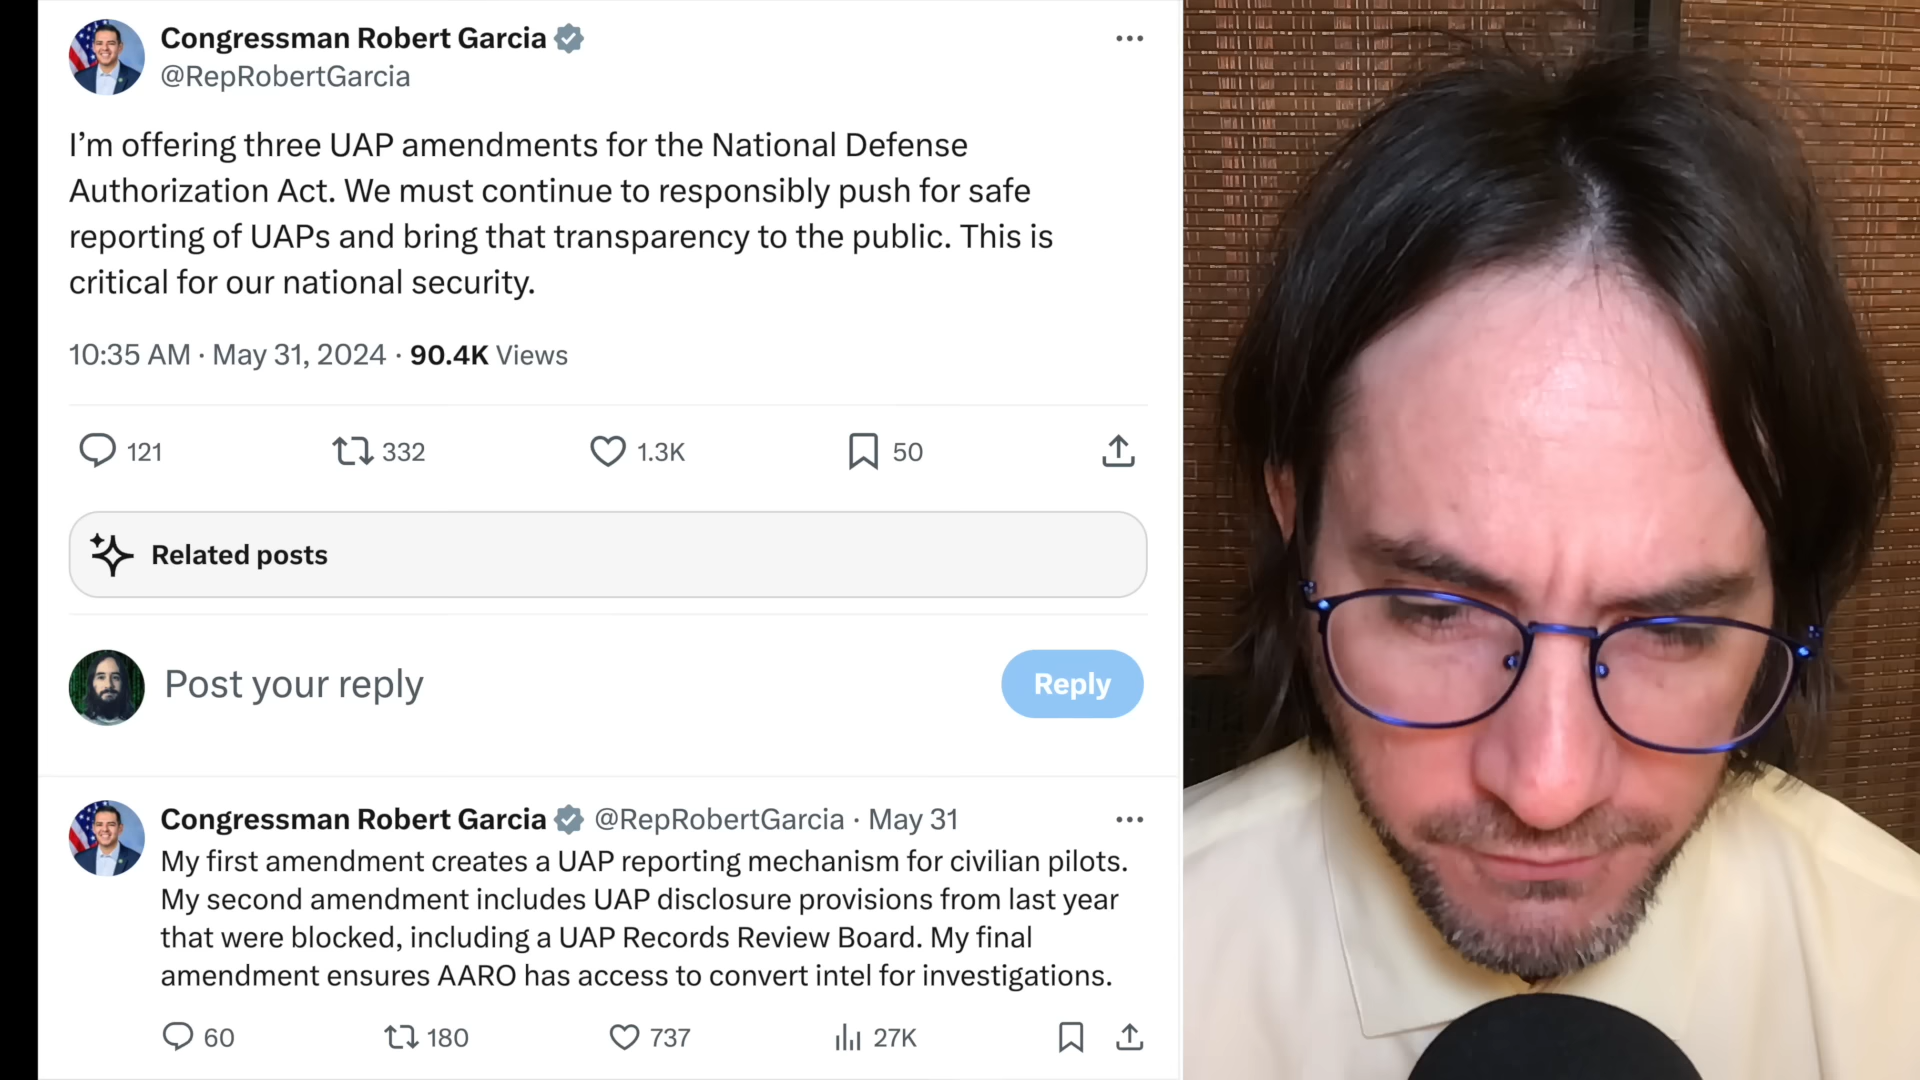 Congressman Robert Garcia
@RepRobertGarcia
I'm offering three UAP amendments for the National Defense
Authorization Act. We must continue to responsibly push for safe
reporting of UAPs and bring that transparency to the public. This is
critical for our national security.
10:35 AM · May 31, 2024 · 90.4K Views
121 332 1.3K 50
Related posts
Post your reply Reply
Congressman Robert Garcia @RepRobertGarcia · May 31
My first amendment creates a UAP reporting mechanism for civilian pilots.
My second amendment includes UAP disclosure provisions from last year
that were blocked, including a UAP Records Review Board. My final
amendment ensures AARO has access to convert intel for investigations.
60 180 737 27K